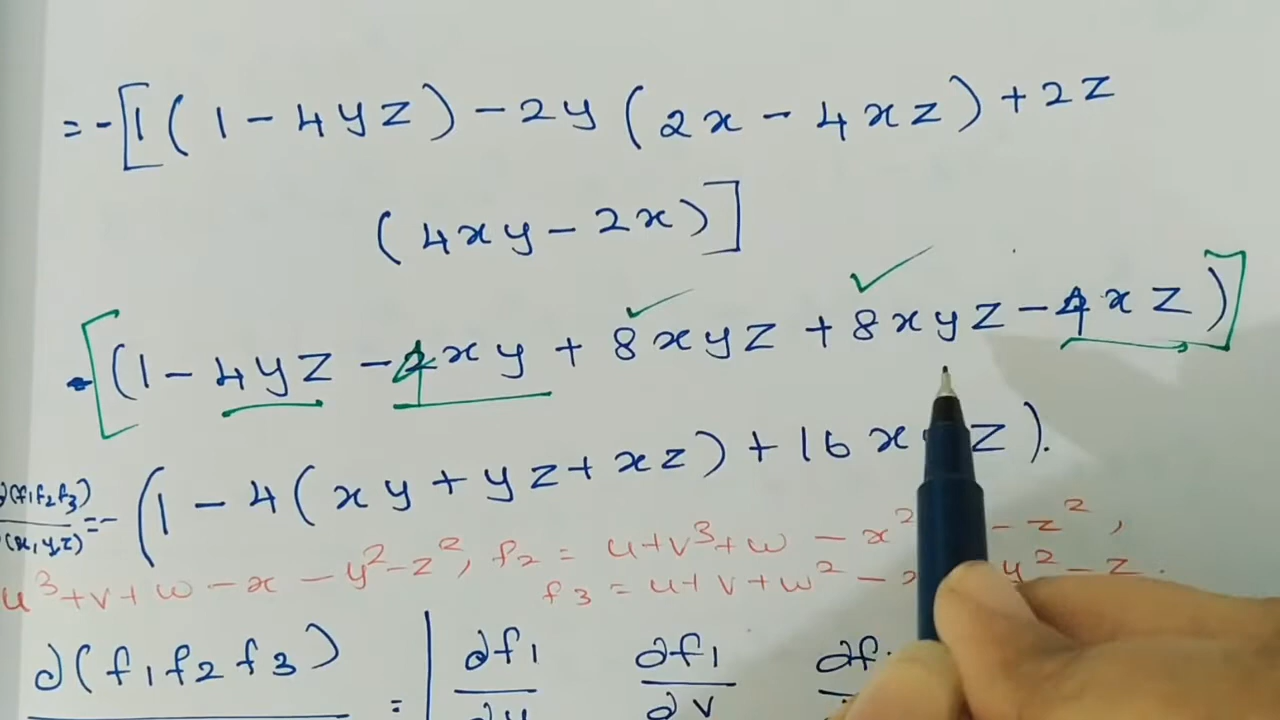 = -[1(1-4yz) - 2y(2x - 4xz) + 2z
(4xy - 2x)]
-[(1 - 4yz - 4xy + 8xyz + 8xyz - 4xz)]
∂(f₁f₂f₃)/(x,y,z) = -(1 - 4(xy + yz + xz) + 16x z).
u³+v+w - x - y² - z², f₂ = u+v³+w - x² - z²,
f₃ = u+v+w² - y² - z.
∂(f₁f₂f₃) = | ∂f₁ ∂f₁
∂v